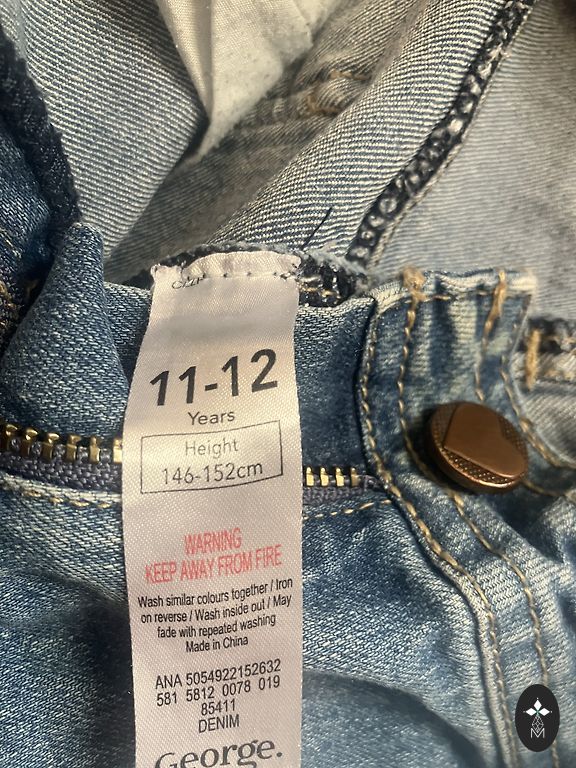 11-12
Years
Height
146-152cm
WARNING
KEEP AWAY FROM FIRE
Wash similar colours together / Iron
on reverse / Wash inside out / May
fade with repeated washing
Made in China
ANA 5054922152632
581 5812 0078 019
85411
DENIM
George.
M